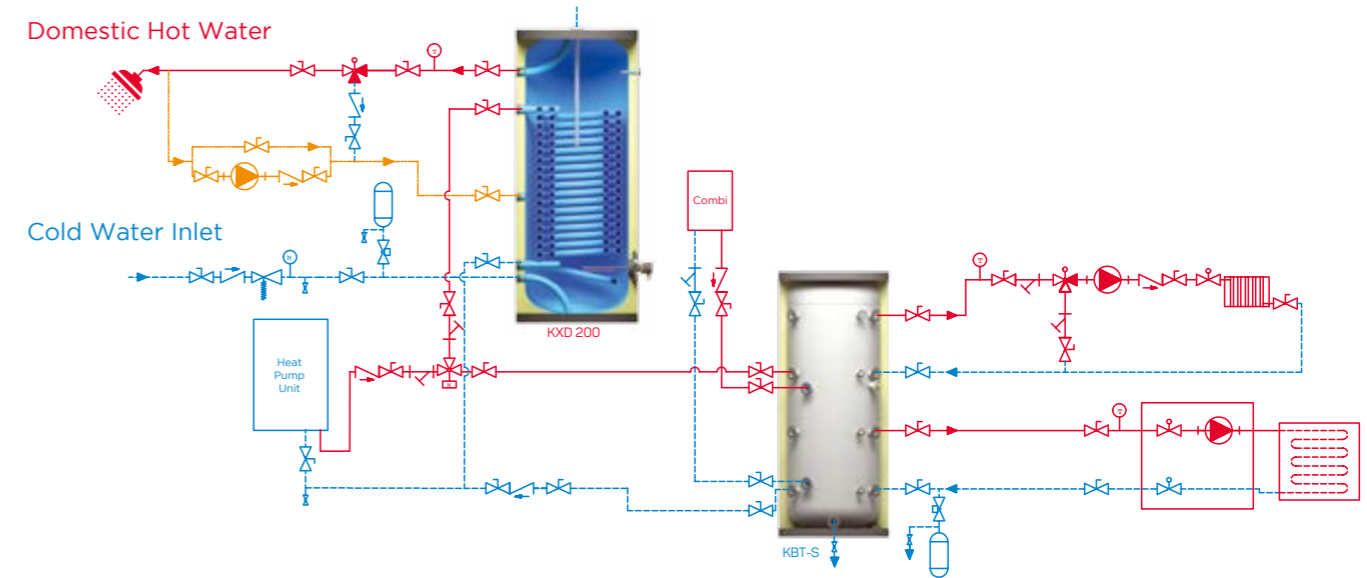 Domestic Hot Water
T
Cold Water Inlet
Combi
KXD 200
T
Heat
Pump
Unit
T
KBT-S